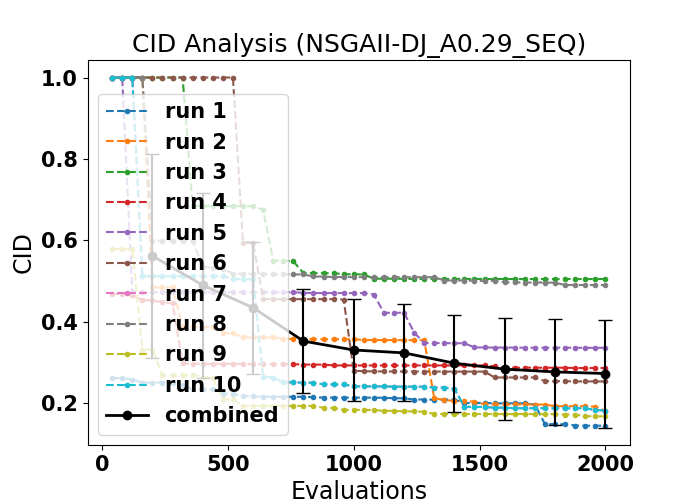 CID Analysis (NSGAII-DJ_A0.29_SEQ)
CID
1.0
0.8
0.6
0.4
0.2
run 1
run 2
run 3
run 4
run 5
run 6
run 7
run 8
run 9
run 10
combined
0 500 1000 1500 2000
Evaluations